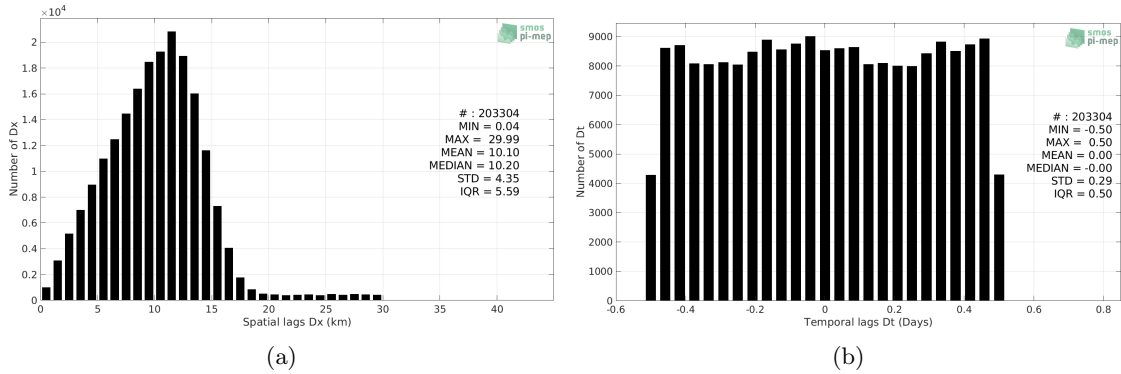 ×10⁴
smos
pi-mep
2
1.8
1.6
1.4
1.2
1
0.8
0.6
0.4
0.2
0
Number of Dx
# : 203304
MIN = 0.04
MAX = 29.99
MEAN = 10.10
MEDIAN = 10.20
STD = 4.35
IQR = 5.59
0 5 10 15 20 25 30 35 40
Spatial lags Dx (km)
(a)
smos
pi-mep
9000
8000
7000
6000
5000
4000
3000
2000
1000
0
Number of Dt
# : 203304
MIN = -0.50
MAX = 0.50
MEAN = 0.00
MEDIAN = -0.00
STD = 0.29
IQR = 0.50
-0.6 -0.4 -0.2 0 0.2 0.4 0.6 0.8
Temporal lags Dt (Days)
(b)